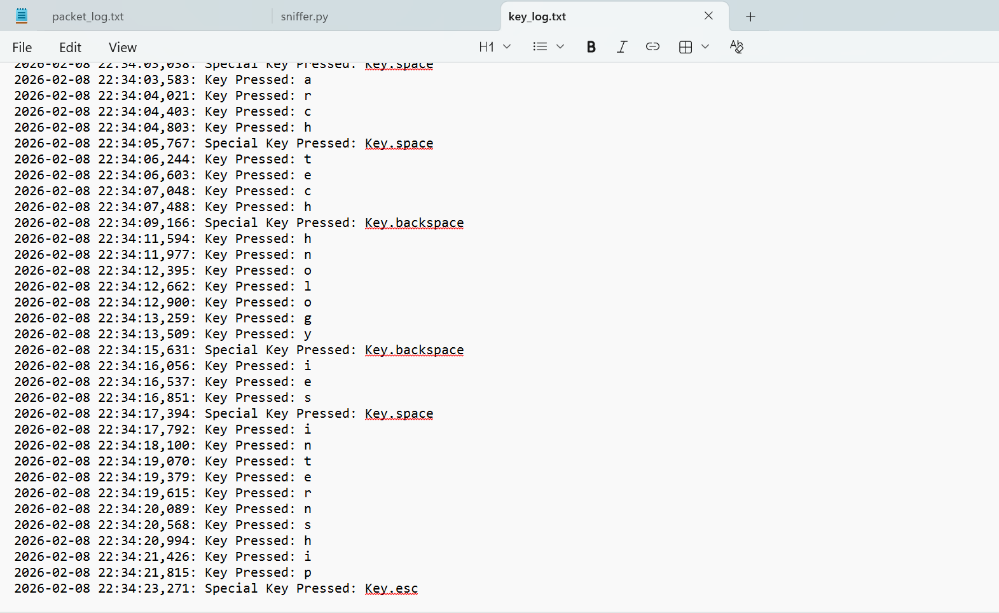 packet_log.txt sniffer.py key_log.txt
File Edit View H1 B I
2026-02-08 22:34:03,038: Special Key Pressed: Key.space
2026-02-08 22:34:03,583: Key Pressed: a
2026-02-08 22:34:04,021: Key Pressed: r
2026-02-08 22:34:04,403: Key Pressed: c
2026-02-08 22:34:04,803: Key Pressed: h
2026-02-08 22:34:05,767: Special Key Pressed: Key.space
2026-02-08 22:34:06,244: Key Pressed: t
2026-02-08 22:34:06,603: Key Pressed: e
2026-02-08 22:34:07,048: Key Pressed: c
2026-02-08 22:34:07,488: Key Pressed: h
2026-02-08 22:34:09,166: Special Key Pressed: Key.backspace
2026-02-08 22:34:11,594: Key Pressed: h
2026-02-08 22:34:11,977: Key Pressed: n
2026-02-08 22:34:12,395: Key Pressed: o
2026-02-08 22:34:12,662: Key Pressed: l
2026-02-08 22:34:12,900: Key Pressed: o
2026-02-08 22:34:13,259: Key Pressed: g
2026-02-08 22:34:13,509: Key Pressed: y
2026-02-08 22:34:15,631: Special Key Pressed: Key.backspace
2026-02-08 22:34:16,056: Key Pressed: i
2026-02-08 22:34:16,537: Key Pressed: e
2026-02-08 22:34:16,851: Key Pressed: s
2026-02-08 22:34:17,394: Special Key Pressed: Key.space
2026-02-08 22:34:17,792: Key Pressed: i
2026-02-08 22:34:18,100: Key Pressed: n
2026-02-08 22:34:19,070: Key Pressed: t
2026-02-08 22:34:19,379: Key Pressed: e
2026-02-08 22:34:19,615: Key Pressed: r
2026-02-08 22:34:20,089: Key Pressed: n
2026-02-08 22:34:20,568: Key Pressed: s
2026-02-08 22:34:20,994: Key Pressed: h
2026-02-08 22:34:21,426: Key Pressed: i
2026-02-08 22:34:21,815: Key Pressed: p
2026-02-08 22:34:23,271: Special Key Pressed: Key.esc